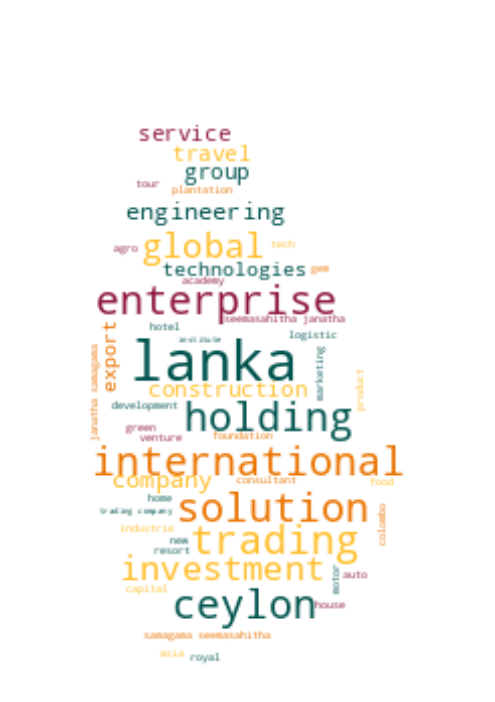 service
travel
group
tour
plantation
engineering
agro
global
tech
technologies
gem
academy
enterprise
seemasahitha janatha
hotel
export
institute
logistic
lanka
marketing
janatha samagama
construction
product
development
holding
green
venture
foundation
international
company
consultant
food
home
solution
trading company
colombo
industrie
trading
new
resort
investment
motor
auto
capital
ceylon
house
samagama seemasahitha
asia
royal